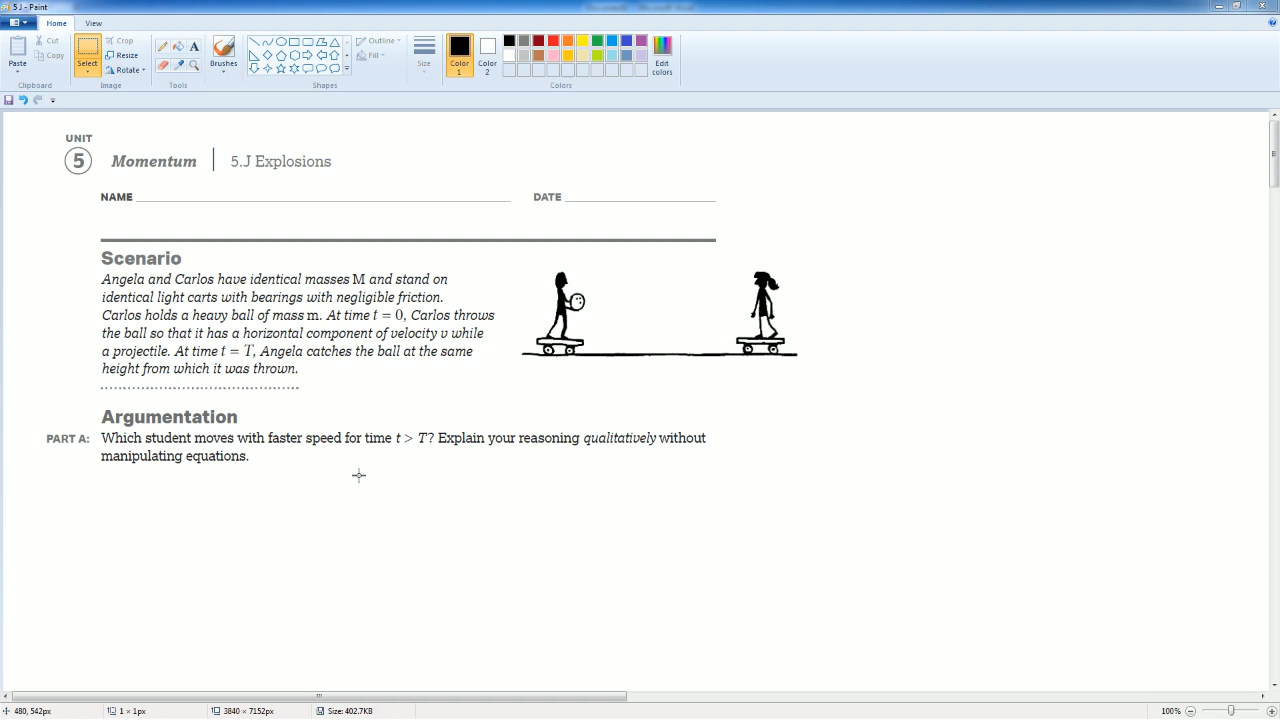 5 J - Paint
Home
View
Paste
Cut
Copy
Clipboard
Select
Crop
Resize
Rotate
Image
A
Tools
Brushes
Outline
Fill
Shapes
Size
Color
1
Color
2
Edit
colors
Colors
UNIT
5
Momentum
5.J Explosions
NAME
DATE
Scenario
Angela and Carlos have identical masses M and stand on
identical light carts with bearings with negligible friction.
Carlos holds a heavy ball of mass m. At time t = 0, Carlos throws
the ball so that it has a horizontal component of velocity v while
a projectile. At time t = T, Angela catches the ball at the same
height from which it was thrown.
Argumentation
PART A:
Which student moves with faster speed for time t > T? Explain your reasoning qualitatively without
manipulating equations.
480, 542px
1 × 1px
3840 × 7152px
Size: 402.7KB
100%